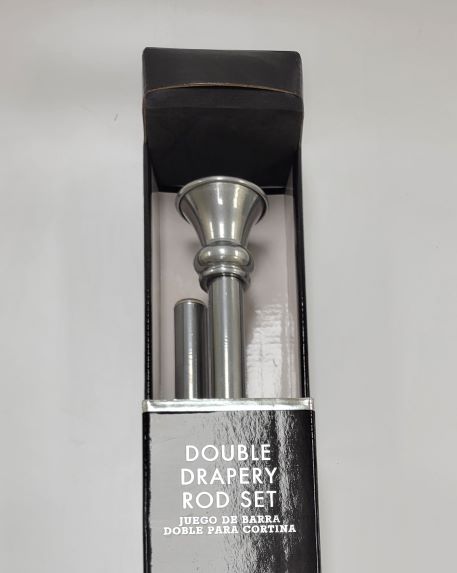 DOUBLE
DRAPERY
ROD SET
JUEGO DE BARRA
DOBLE PARA CORTINA